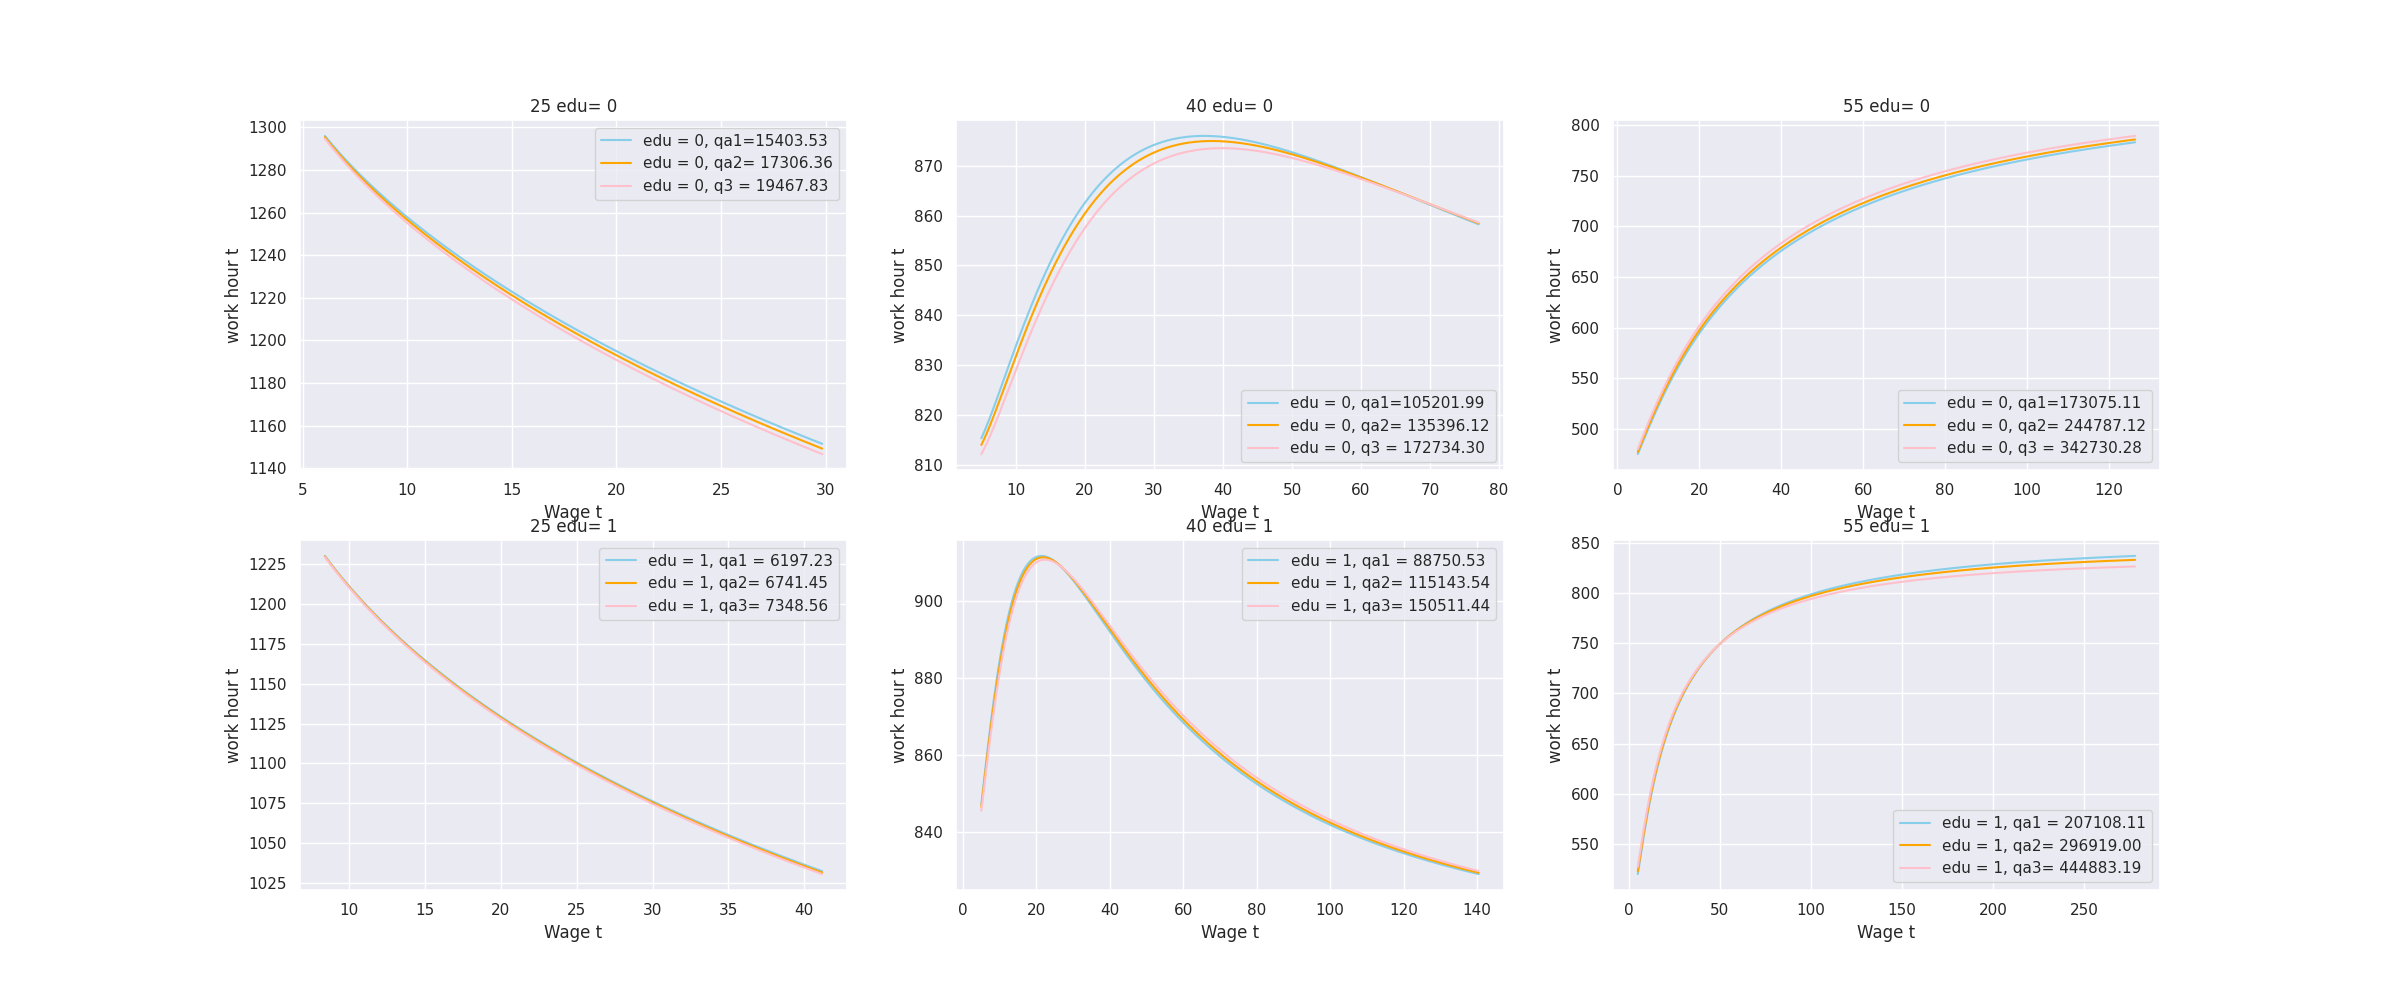 25 edu= 0
work hour t
1300
1280
1260
1240
1220
1200
1180
1160
1140
edu = 0, qa1=15403.53
edu = 0, qa2= 17306.36
edu = 0, q3 = 19467.83
5 10 15 20 25 30
Wage t
40 edu= 0
work hour t
870
860
850
840
830
820
810
edu = 0, qa1=105201.99
edu = 0, qa2= 135396.12
edu = 0, q3 = 172734.30
10 20 30 40 50 60 70 80
Wage t
55 edu= 0
work hour t
800
750
700
650
600
550
500
edu = 0, qa1=173075.11
edu = 0, qa2= 244787.12
edu = 0, q3 = 342730.28
0 20 40 60 80 100 120
Wage t
25 edu= 1
work hour t
1225
1200
1175
1150
1125
1100
1075
1050
1025
edu = 1, qa1 = 6197.23
edu = 1, qa2= 6741.45
edu = 1, qa3= 7348.56
10 15 20 25 30 35 40
Wage t
40 edu= 1
work hour t
900
880
860
840
edu = 1, qa1 = 88750.53
edu = 1, qa2= 115143.54
edu = 1, qa3= 150511.44
0 20 40 60 80 100 120 140
Wage t
55 edu= 1
work hour t
850
800
750
700
650
600
550
edu = 1, qa1 = 207108.11
edu = 1, qa2= 296919.00
edu = 1, qa3= 444883.19
0 50 100 150 200 250
Wage t